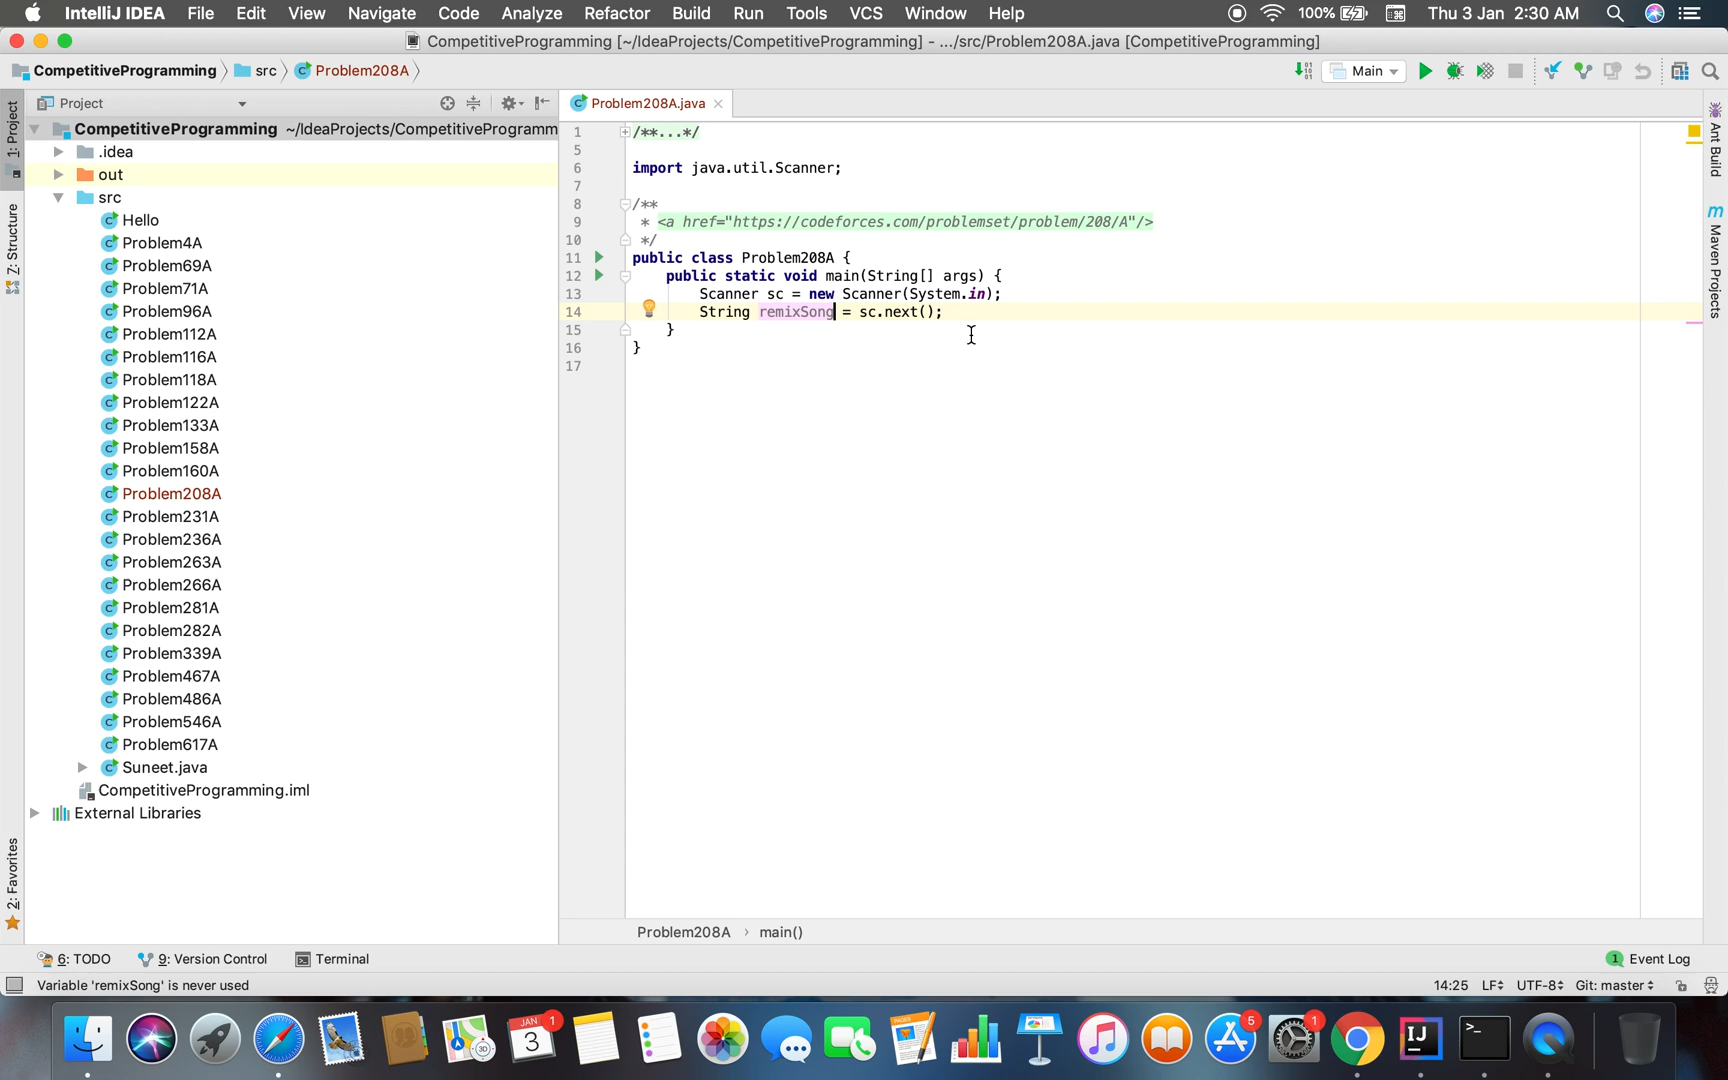 IntelliJ IDEA File Edit View Navigate Code Analyze Refactor Build Run Tools VCS Window Help 100% Thu 3 Jan 2:30 AM
CompetitiveProgramming [~/IdeaProjects/CompetitiveProgramming] - .../src/Problem208A.java [CompetitiveProgramming]
CompetitiveProgramming src Problem208A Main
Project Problem208A.java
CompetitiveProgramming ~/IdeaProjects/CompetitiveProgramm
.idea
out
src
Hello
Problem4A
Problem69A
Problem71A
Problem96A
Problem112A
Problem116A
Problem118A
Problem122A
Problem133A
Problem158A
Problem160A
Problem208A
Problem231A
Problem236A
Problem263A
Problem266A
Problem281A
Problem282A
Problem339A
Problem467A
Problem486A
Problem546A
Problem617A
Suneet.java
CompetitiveProgramming.iml
External Libraries
1: Project
Z: Structure
2: Favorites
1 /**...*/
5
6 import java.util.Scanner;
7
8 /**
9 * <a href="https://codeforces.com/problemset/problem/208/A"/>
10 */
11 public class Problem208A {
12 public static void main(String[] args) {
13 Scanner sc = new Scanner(System.in);
14 String remixSong = sc.next();
15 }
16 }
17
Ant Build
Maven Projects
Problem208A › main()
6: TODO 9: Version Control Terminal 1 Event Log
Variable 'remixSong' is never used 14:25 LF UTF-8 Git: master
JAN 3 1 5 1 IJ >_